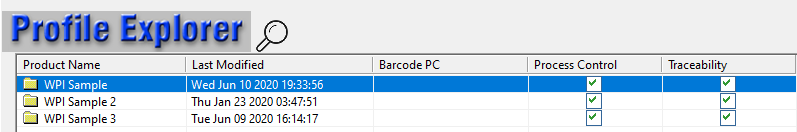 Profile Explorer
Product Name Last Modified Barcode PC Process Control Traceability
WPI Sample Wed Jun 10 2020 19:33:56
WPI Sample 2 Thu Jan 23 2020 03:47:51
WPI Sample 3 Tue Jun 09 2020 16:14:17